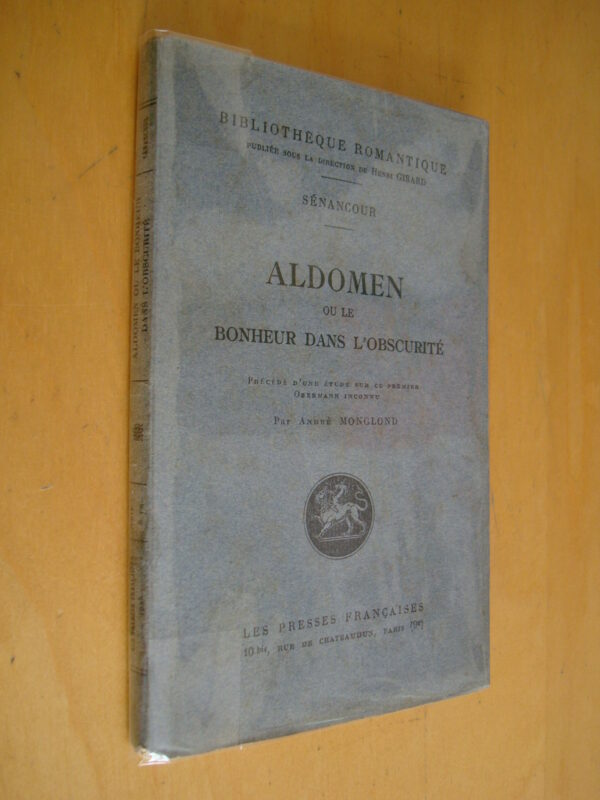 BIBLIOTHÈQUE ROMANTIQUE
PUBLIÉE SOUS LA DIRECTION DE HENRI GIRARD
SÉNANCOUR
ALDOMEN
OU LE
BONHEUR DANS L'OBSCURITÉ
PRÉCÉDÉ D'UNE ÉTUDE SUR CE PREMIER
OBERMANN INCONNU
PAR ANDRÉ MONGLOND
LES PRESSES FRANÇAISES
10 bis, RUE DE CHATEAUDUN, PARIS
ALDOMEN OU LE BONHEUR
DANS L'OBSCURITÉ